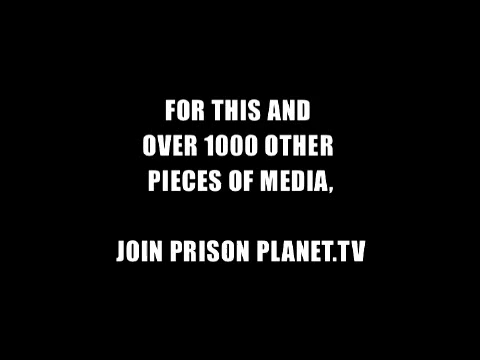 FOR THIS AND
OVER 1000 OTHER
PIECES OF MEDIA,
JOIN PRISON PLANET.TV